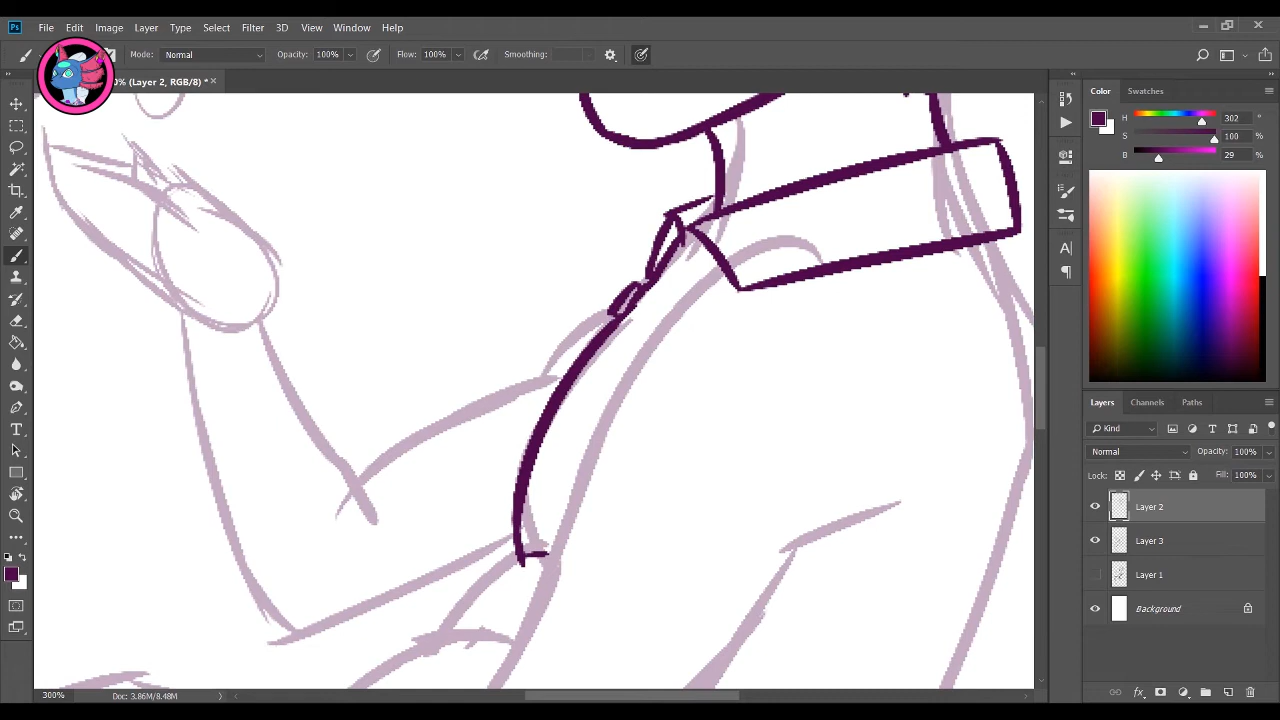 Ps File Edit Image Layer Type Select Filter 3D View Window Help
Mode: Normal Opacity: 100% Flow: 100% Smoothing:
0% (Layer 2, RGB/8) * ×
Color Swatches
H 302 °
S 100 %
B 29 %
A
T
Layers Channels Paths
Kind
Normal Opacity: 100%
Lock: Fill: 100%
Layer 2
Layer 3
Layer 1
Background
fx
300% Doc: 3.86M/8.48M